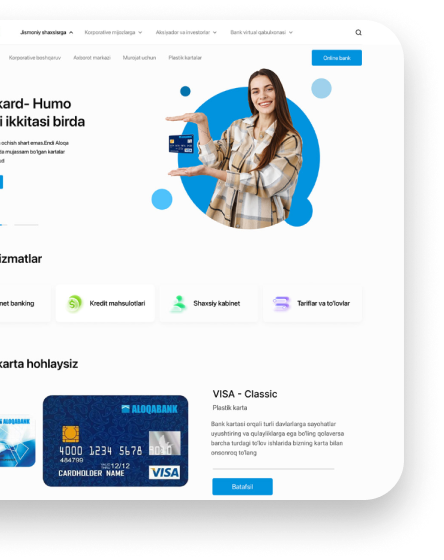 Jismoniy shaxslarga Korporativ mijozlarga Aksiyador va investorlar Bank virtual qabulxonasi
Korporativ boshqaruv Axborot markazi Murojat uchun Plastik kartalar Online bank
kard- Humo
i ikkitasi birda
ochish shart emas.Endi Aloqa
da mujassam bo'lgan kartalar
izmatlar
net banking Kredit mahsulotlari Shaxsiy kabinet Tariflar va to'lovlar
karta hohlaysiz
ALOQABANK
ALOQABANK
4000 1234 5678 9010
484799
12/12
CARDHOLDER NAME
VISA
VISA - Classic
Plastik karta
Bank kartasi orqali turli davlatlarga sayohatlar
uyushtiring va qulayliklarga ega bo'ling qolaversa
barcha turdagi to'lov ishlarida bizning karta bilan
onsonroq to'lang
Batafsil